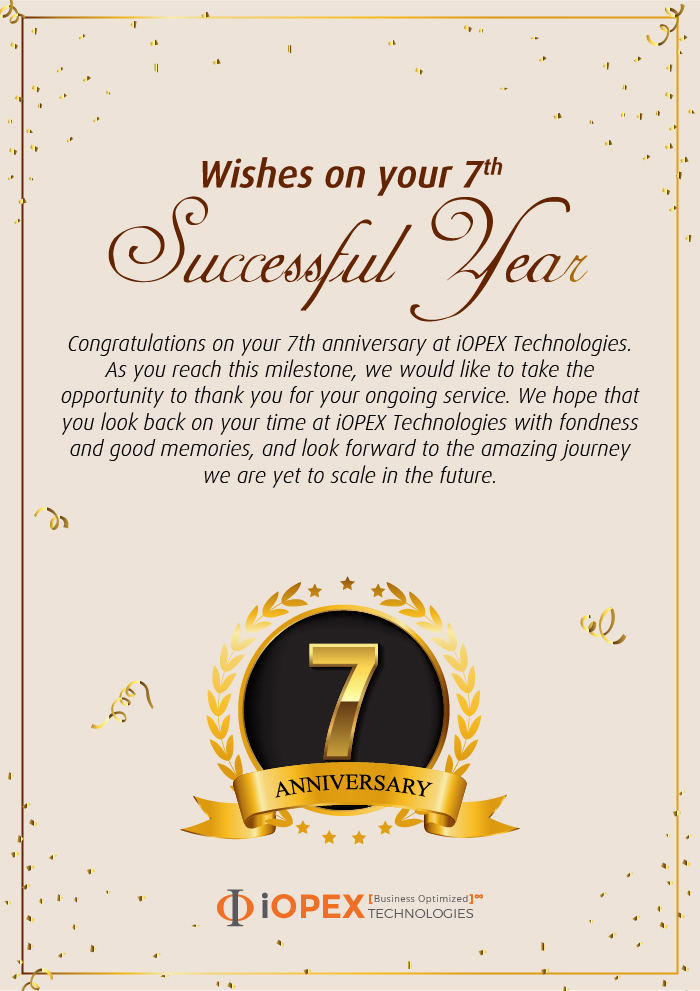 Wishes on your 7th
Successful Year
Congratulations on your 7th anniversary at iOPEX Technologies.
As you reach this milestone, we would like to take the
opportunity to thank you for your ongoing service. We hope that
you look back on your time at iOPEX Technologies with fondness
and good memories, and look forward to the amazing journey
we are yet to scale in the future.
7
ANNIVERSARY
iOPEX [Business Optimized]∞
TECHNOLOGIES